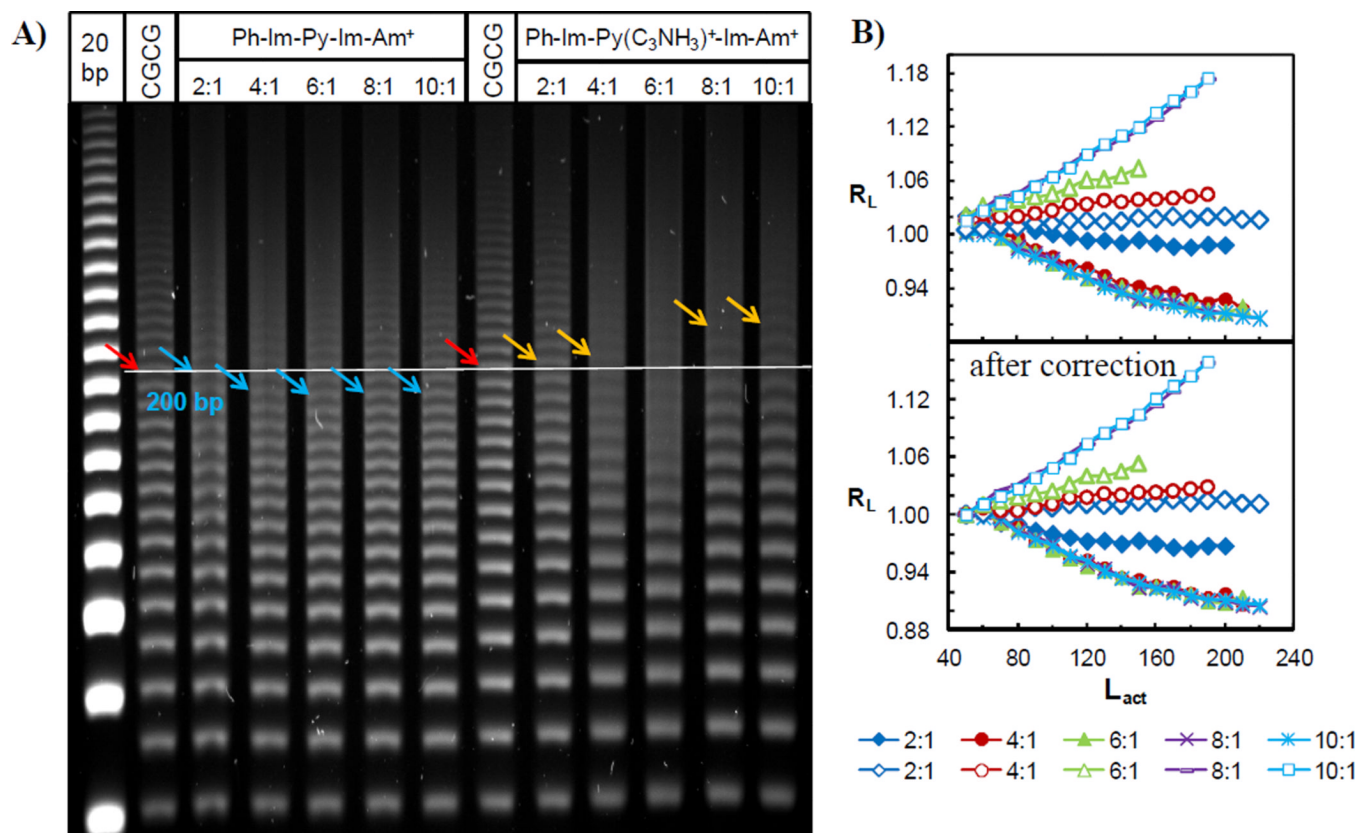 A)
20 bp
CGCG
Ph-Im-Py-Im-Am⁺
2:1 4:1 6:1 8:1 10:1
CGCG
Ph-Im-Py(C₃NH₃)⁺-Im-Am⁺
2:1 4:1 6:1 8:1 10:1
200 bp
B)
1.18
1.12
1.06
R_L
1.00
0.94
after correction
1.12
1.06
R_L
1.00
0.94
0.88
40 80 120 160 200 240
L_act
2:1 4:1 6:1 8:1 10:1
2:1 4:1 6:1 8:1 10:1